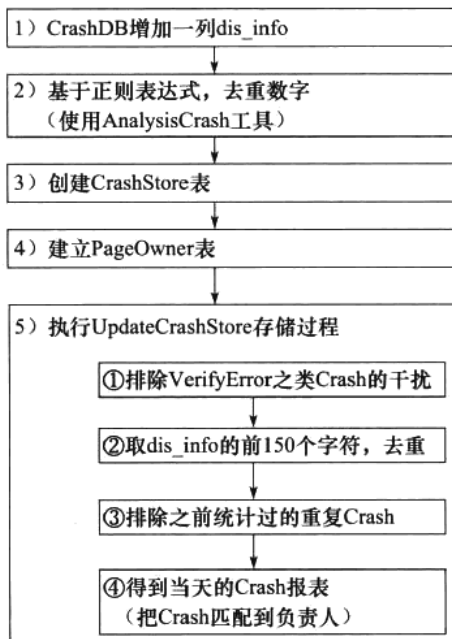 1）CrashDB增加一列dis_info
2）基于正则表达式，去重数字
（使用AnalysisCrash工具）
3）创建CrashStore表
4）建立PageOwner表
5）执行UpdateCrashStore存储过程
①排除VerifyError之类Crash的干扰
②取dis_info的前150个字符，去重
③排除之前统计过的重复Crash
④得到当天的Crash报表
（把Crash匹配到负责人）